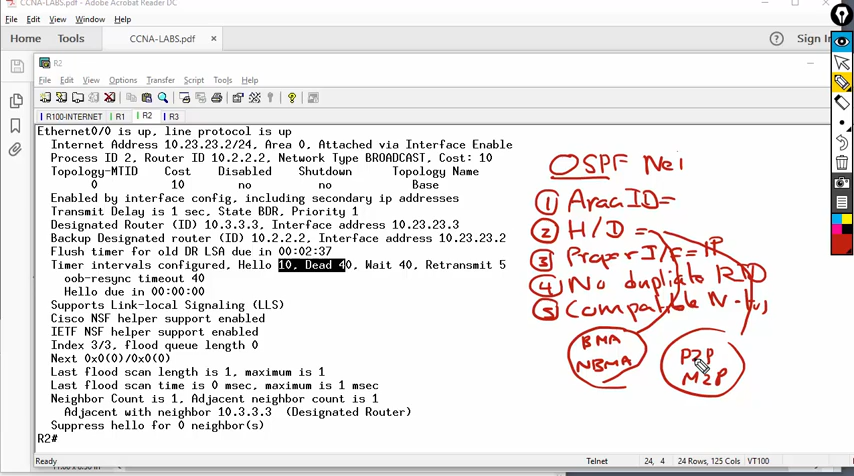 CCNA-LABS.pdf - Adobe Acrobat Reader DC
File Edit View Window Help
Home Tools CCNA-LABS.pdf × Sign In
R2
File Edit View Options Transfer Script Tools Help
R100-INTERNET R1 R2 R3
Ethernet0/0 is up, line protocol is up
Internet Address 10.23.23.2/24, Area 0, Attached via Interface Enable
Process ID 2, Router ID 10.2.2.2, Network Type BROADCAST, Cost: 10
Topology-MTID Cost Disabled Shutdown Topology Name
0 10 no no Base
Enabled by interface config, including secondary ip addresses
Transmit Delay is 1 sec, State BDR, Priority 1
Designated Router (ID) 10.3.3.3, Interface address 10.23.23.3
Backup Designated router (ID) 10.2.2.2, Interface address 10.23.23.2
Flush timer for old DR LSA due in 00:02:37
Timer intervals configured, Hello 10, Dead 40, Wait 40, Retransmit 5
oob-resync timeout 40
Hello due in 00:00:00
Supports Link-local Signaling (LLS)
Cisco NSF helper support enabled
IETF NSF helper support enabled
Index 3/3, flood queue length 0
Next 0x0(0)/0x0(0)
Last flood scan length is 1, maximum is 1
Last flood scan time is 0 msec, maximum is 1 msec
Neighbor Count is 1, Adjacent neighbor count is 1
Adjacent with neighbor 10.3.3.3 (Designated Router)
Suppress hello for 0 neighbor(s)
R2#
OSPF Nei
① Area ID=
② H/D =
③ Proper I/F = IP
④ No duplicate RID
⑤ Compatible N-
BMA
NBMA
P2P
M2P
Telnet 24, 4 24 Rows, 125 Cols VT100